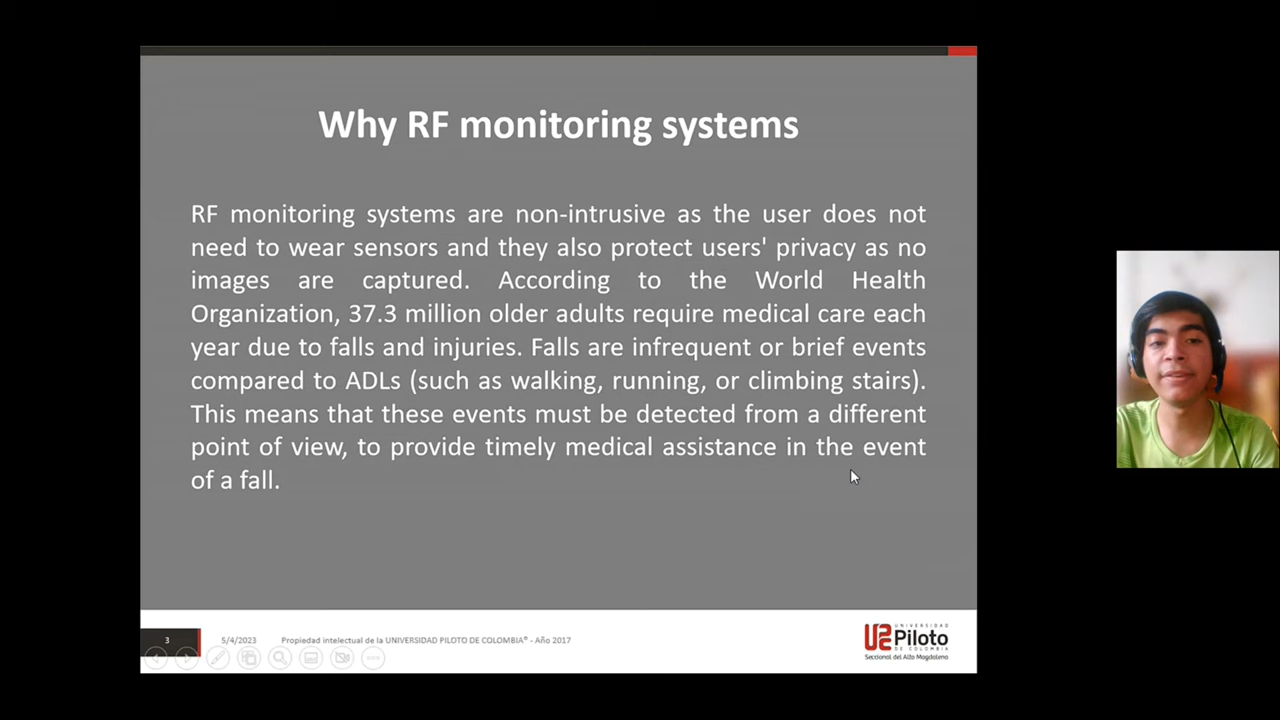 Why RF monitoring systems
RF monitoring systems are non-intrusive as the user does not
need to wear sensors and they also protect users' privacy as no
images are captured. According to the World Health
Organization, 37.3 million older adults require medical care each
year due to falls and injuries. Falls are infrequent or brief events
compared to ADLs (such as walking, running, or climbing stairs).
This means that these events must be detected from a different
point of view, to provide timely medical assistance in the event
of a fall.
3
5/4/2023
Propiedad intelectual de la UNIVERSIDAD PILOTO DE COLOMBIA® - Año 2017
UNIVERSIDAD
Piloto
DE COLOMBIA
Seccional del Alto Magdalena